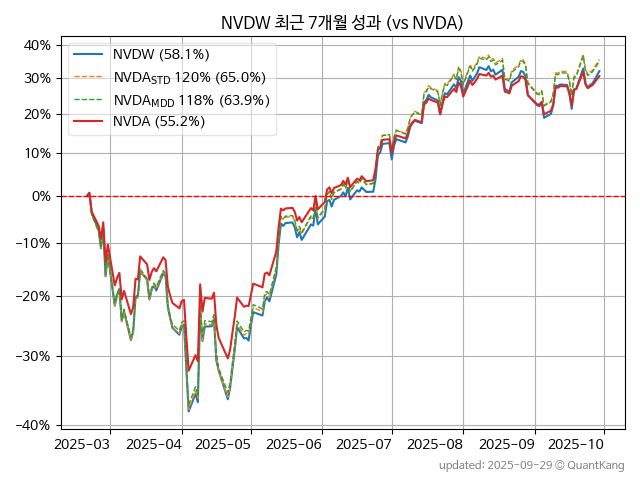 NVDW 최근 7개월 성과 (vs NVDA)
NVDW (58.1%)
NVDA_STD 120% (65.0%)
NVDA_MDD 118% (63.9%)
NVDA (55.2%)
40%
30%
20%
10%
0%
−10%
−20%
−30%
−40%
2025-03
2025-04
2025-05
2025-06
2025-07
2025-08
2025-09
2025-10
updated: 2025-09-29 © QuantKang